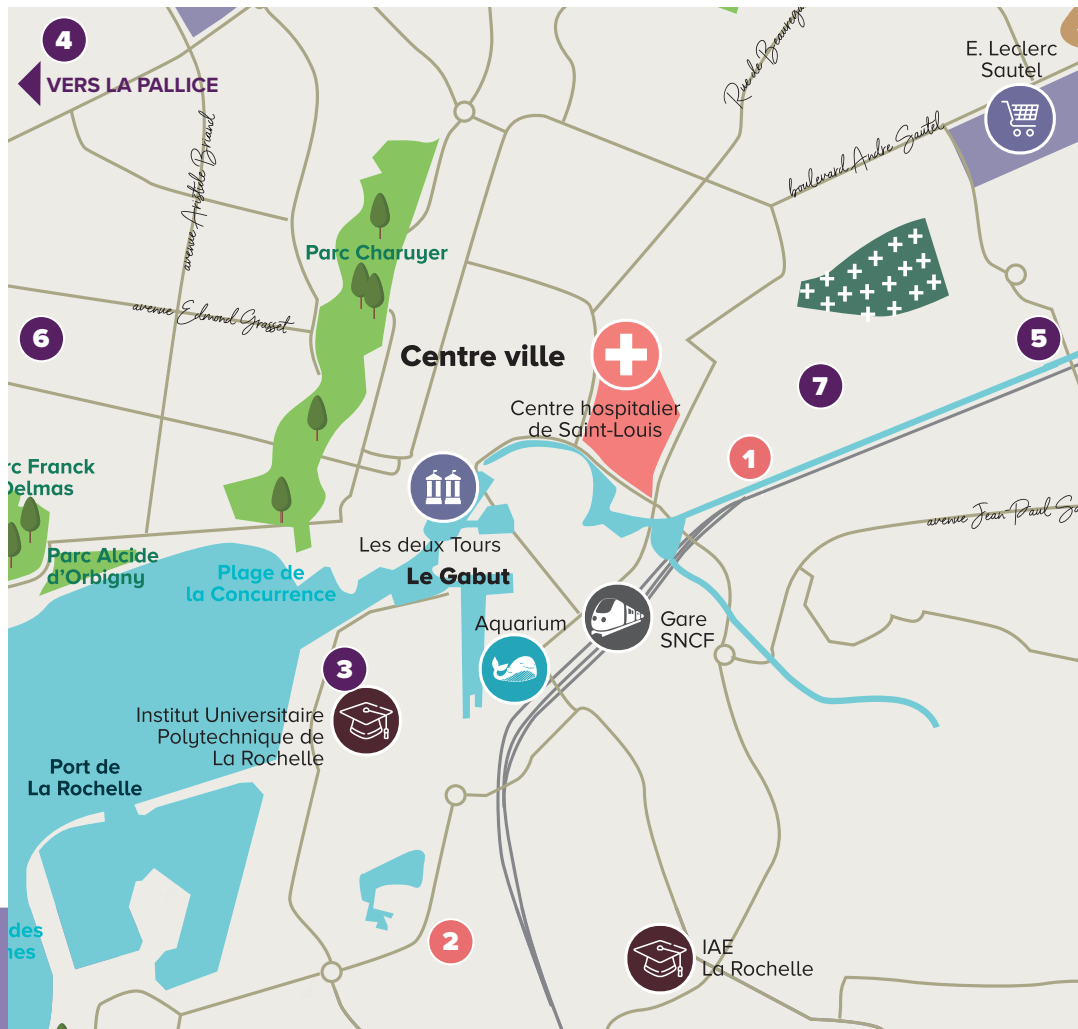 4
VERS LA PALLICE
Rue de
E. Leclerc
Sautel
avenue Aristide Briand
boulevard Andre Sautel
Parc Charuyer
avenue Edmond Grasset
6
5
Centre ville
7
Centre hospitalier
de Saint-Louis
1
rc Franck
Delmas
avenue Jean-Paul
Les deux Tours
Parc Alcide
d'Orbigny
Plage de
la Concurrence
Le Gabut
Aquarium
Gare
SNCF
3
Institut Universitaire
Polytechnique de
La Rochelle
Port de
La Rochelle
des
nes
2
IAE
La Rochelle